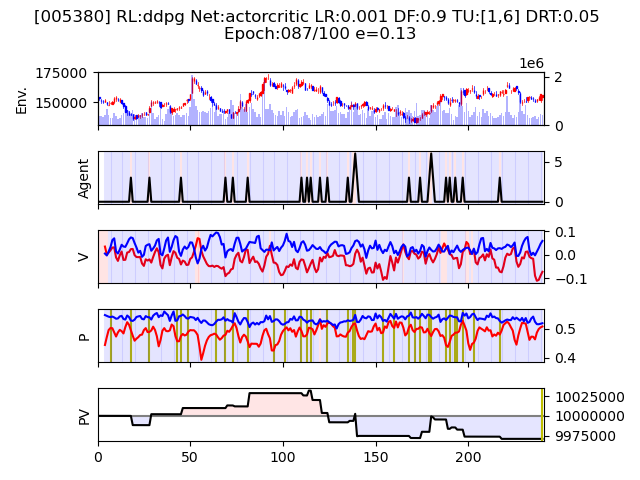 [005380] RL:ddpg Net:actorcritic LR:0.001 DF:0.9 TU:[1,6] DRT:0.05
Epoch:087/100 e=0.13
1e6
Env.
175000
150000
2
0
Agent
5
0
V
0.1
0.0
−0.1
P
0.5
0.4
PV
10025000
10000000
9975000
0 50 100 150 200